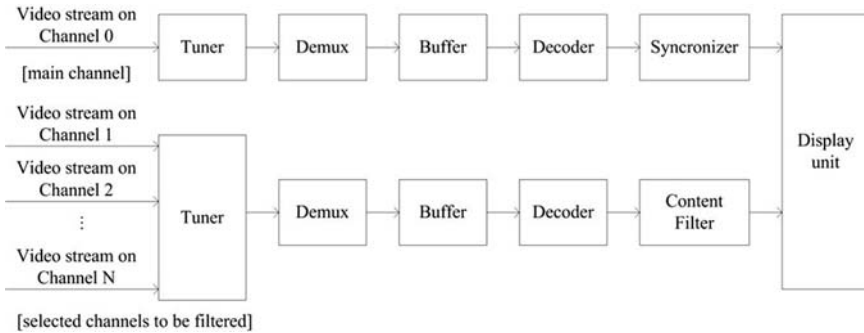 Video stream on
Channel 0
[main channel]
Tuner
Demux
Buffer
Decoder
Syncronizer
Video stream on
Channel 1
Video stream on
Channel 2
⋮
Video stream on
Channel N
[selected channels to be filtered]
Tuner
Demux
Buffer
Decoder
Content
Filter
Display
unit